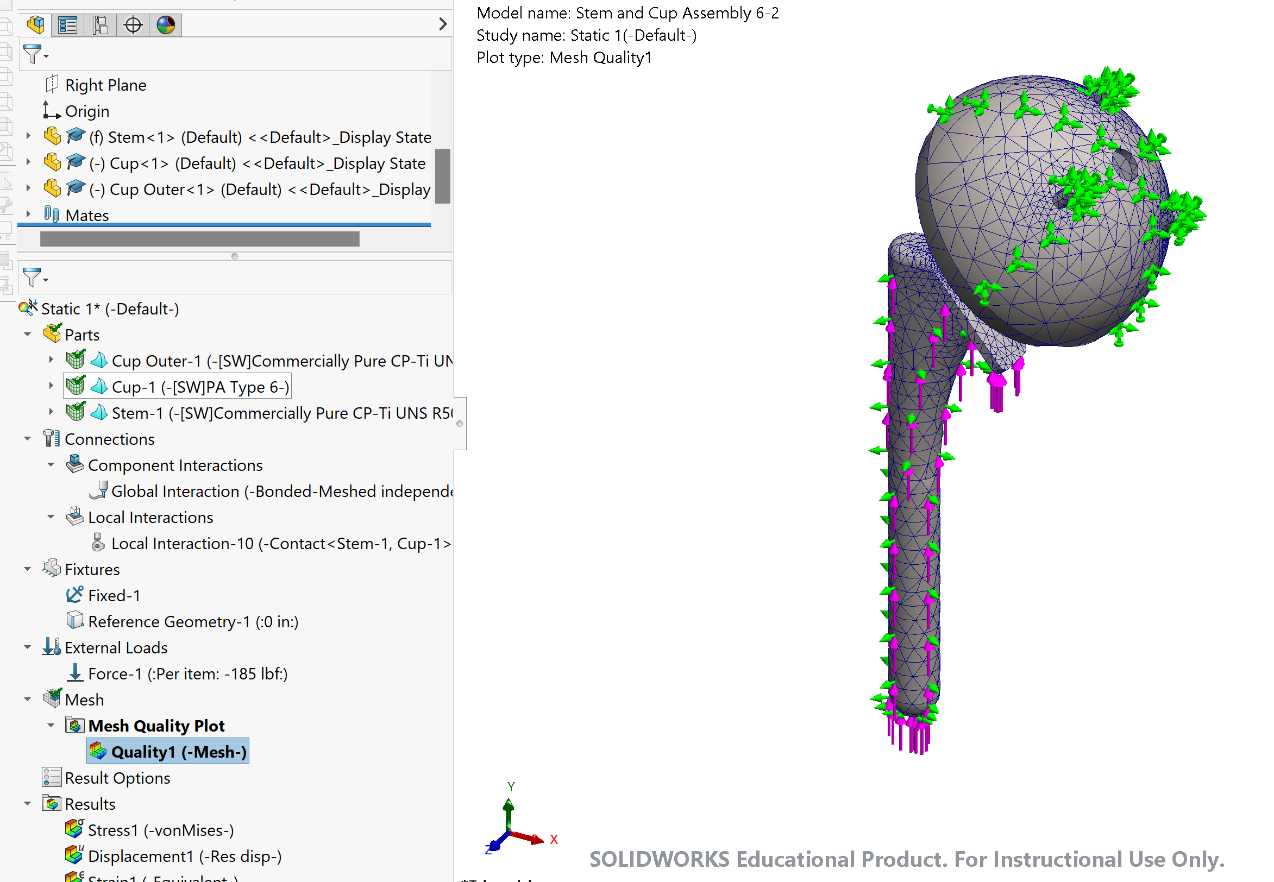 Model name: Stem and Cup Assembly 6-2
Study name: Static 1(-Default-)
Plot type: Mesh Quality1
Right Plane
Origin
(f) Stem<1> (Default) <<Default>_Display State
(-) Cup<1> (Default) <<Default>_Display State
(-) Cup Outer<1> (Default) <<Default>_Display
Mates
Static 1* (-Default-)
Parts
Cup Outer-1 (-[SW]Commercially Pure CP-Ti UN
Cup-1 (-[SW]PA Type 6-)
Stem-1 (-[SW]Commercially Pure CP-Ti UNS R50
Connections
Component Interactions
Global Interaction (-Bonded-Meshed independe
Local Interactions
Local Interaction-10 (-Contact<Stem-1, Cup-1>
Fixtures
Fixed-1
Reference Geometry-1 (:0 in:)
External Loads
Force-1 (:Per item: -185 lbf:)
Mesh
Mesh Quality Plot
Quality1 (-Mesh-)
Result Options
Results
Stress1 (-vonMises-)
Displacement1 (-Res disp-)
Strain1 (-Equivalent-)
Y
X
Z
SOLIDWORKS Educational Product. For Instructional Use Only.